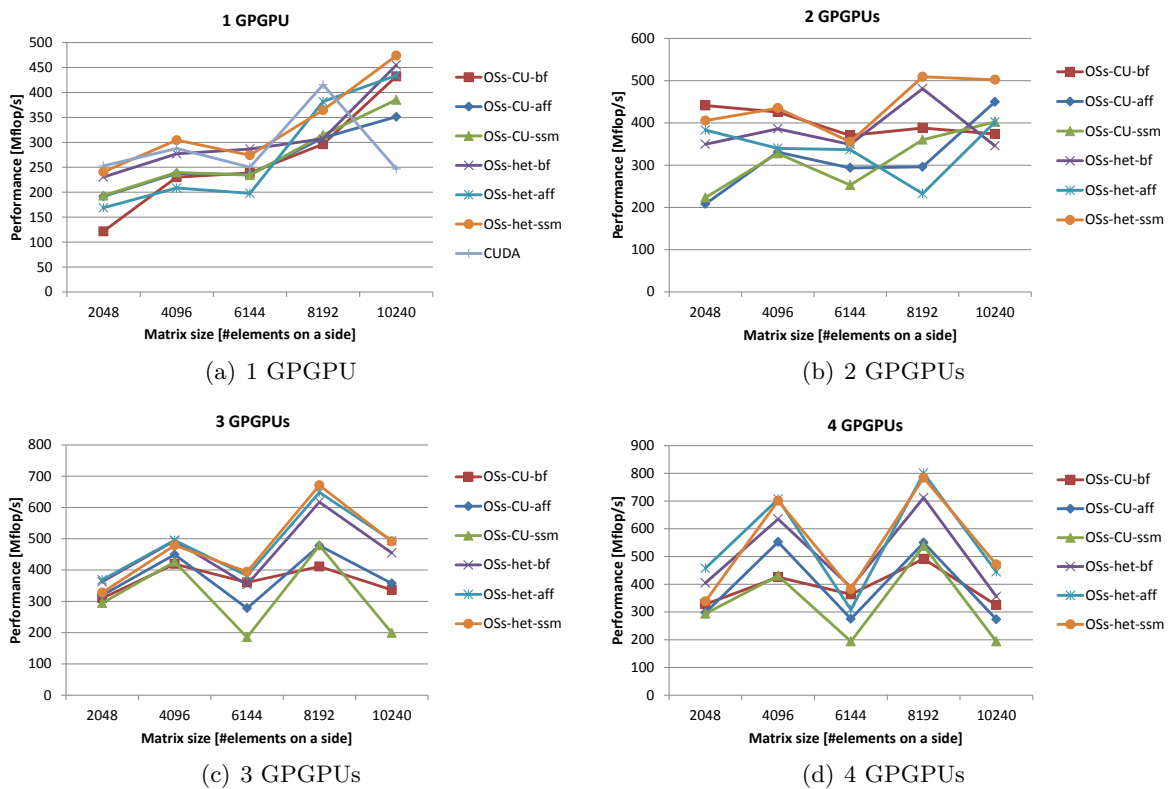 1 GPGPU
Performance [Mflop/s]
500
450
400
350
300
250
200
150
100
50
0
2048 4096 6144 8192 10240
Matrix size [#elements on a side]
OSs-CU-bf
OSs-CU-aff
OSs-CU-ssm
OSs-het-bf
OSs-het-aff
OSs-het-ssm
CUDA
(a) 1 GPGPU
2 GPGPUs
Performance [Mflop/s]
600
500
400
300
200
100
0
2048 4096 6144 8192 10240
Matrix size [#elements on a side]
OSs-CU-bf
OSs-CU-aff
OSs-CU-ssm
OSs-het-bf
OSs-het-aff
OSs-het-ssm
(b) 2 GPGPUs
3 GPGPUs
Performance [Mflop/s]
800
700
600
500
400
300
200
100
0
2048 4096 6144 8192 10240
Matrix size [#elements on a side]
OSs-CU-bf
OSs-CU-aff
OSs-CU-ssm
OSs-het-bf
OSs-het-aff
OSs-het-ssm
(c) 3 GPGPUs
4 GPGPUs
Performance [Mflop/s]
900
800
700
600
500
400
300
200
100
0
2048 4096 6144 8192 10240
Matrix size [#elements on a side]
OSs-CU-bf
OSs-CU-aff
OSs-CU-ssm
OSs-het-bf
OSs-het-aff
OSs-het-ssm
(d) 4 GPGPUs